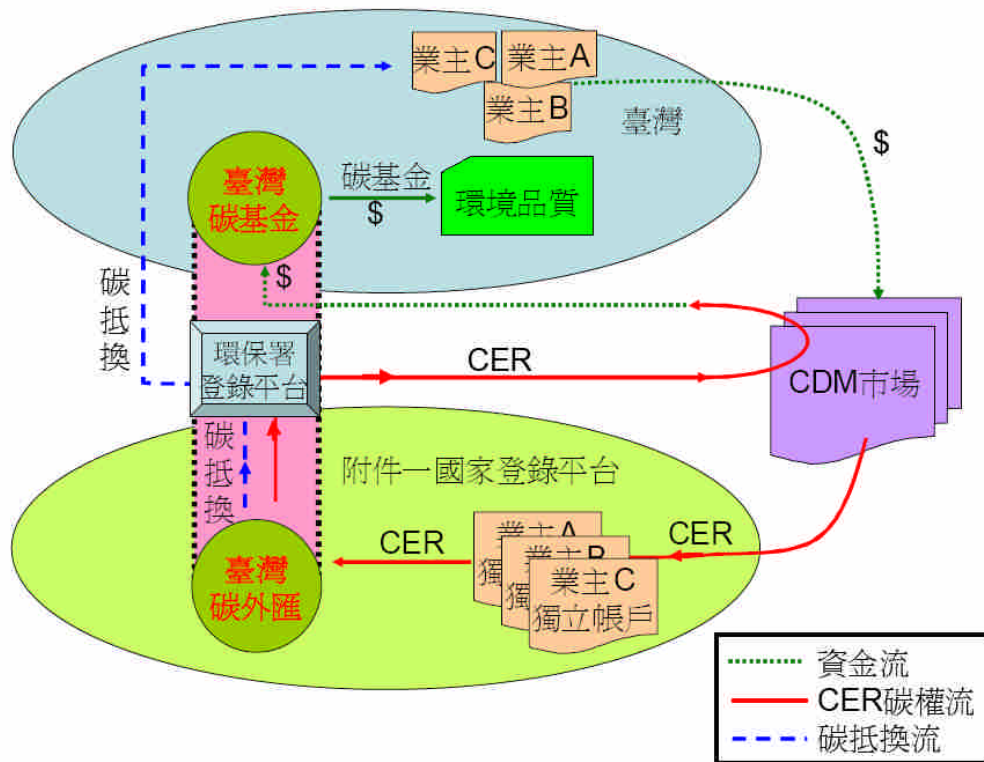 業主C
業主A
業主B
臺灣
$
臺灣
碳基金
碳基金
$
環境品質
碳
抵
換
$
環保署
登錄平台
CER
CDM市場
碳
抵
換
附件一國家登錄平台
業主A
獨
業主B
獨
業主C
獨立帳戶
CER
CER
臺灣
碳外匯
資金流
CER碳權流
碳抵換流